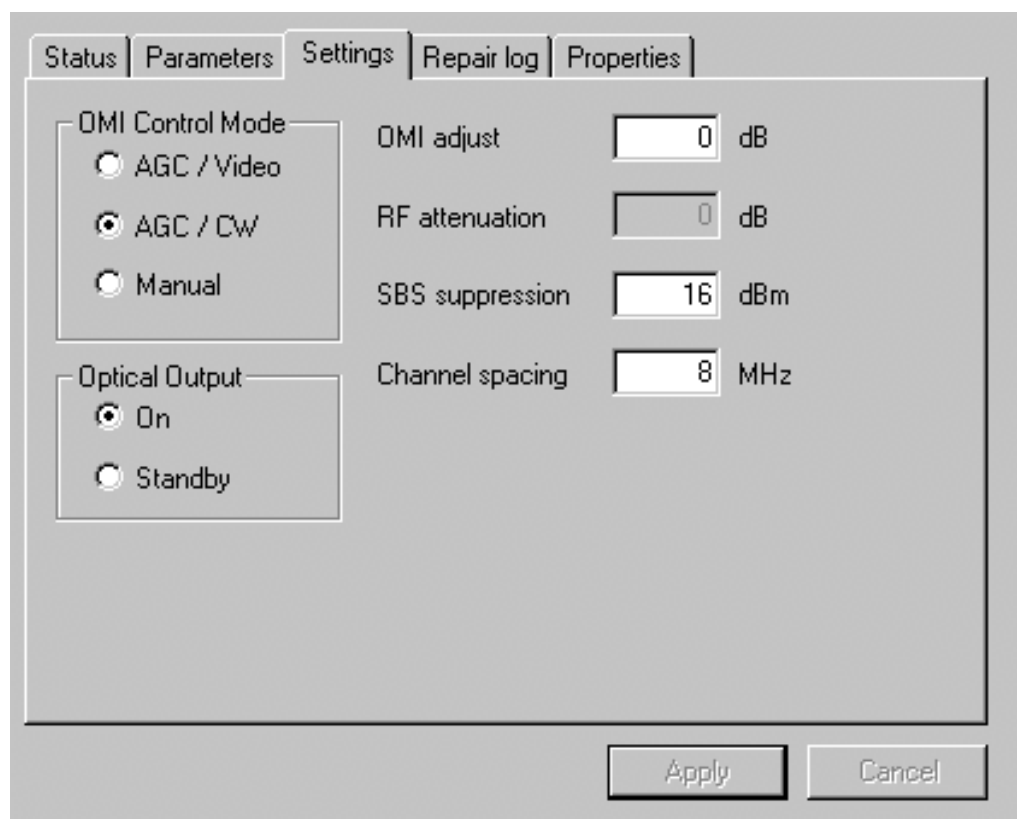 Status Parameters Settings Repair log Properties
OMI Control Mode
AGC / Video
AGC / CW
Manual
Optical Output
On
Standby
OMI adjust 0 dB
RF attenuation 0 dB
SBS suppression 16 dBm
Channel spacing 8 MHz
Apply Cancel